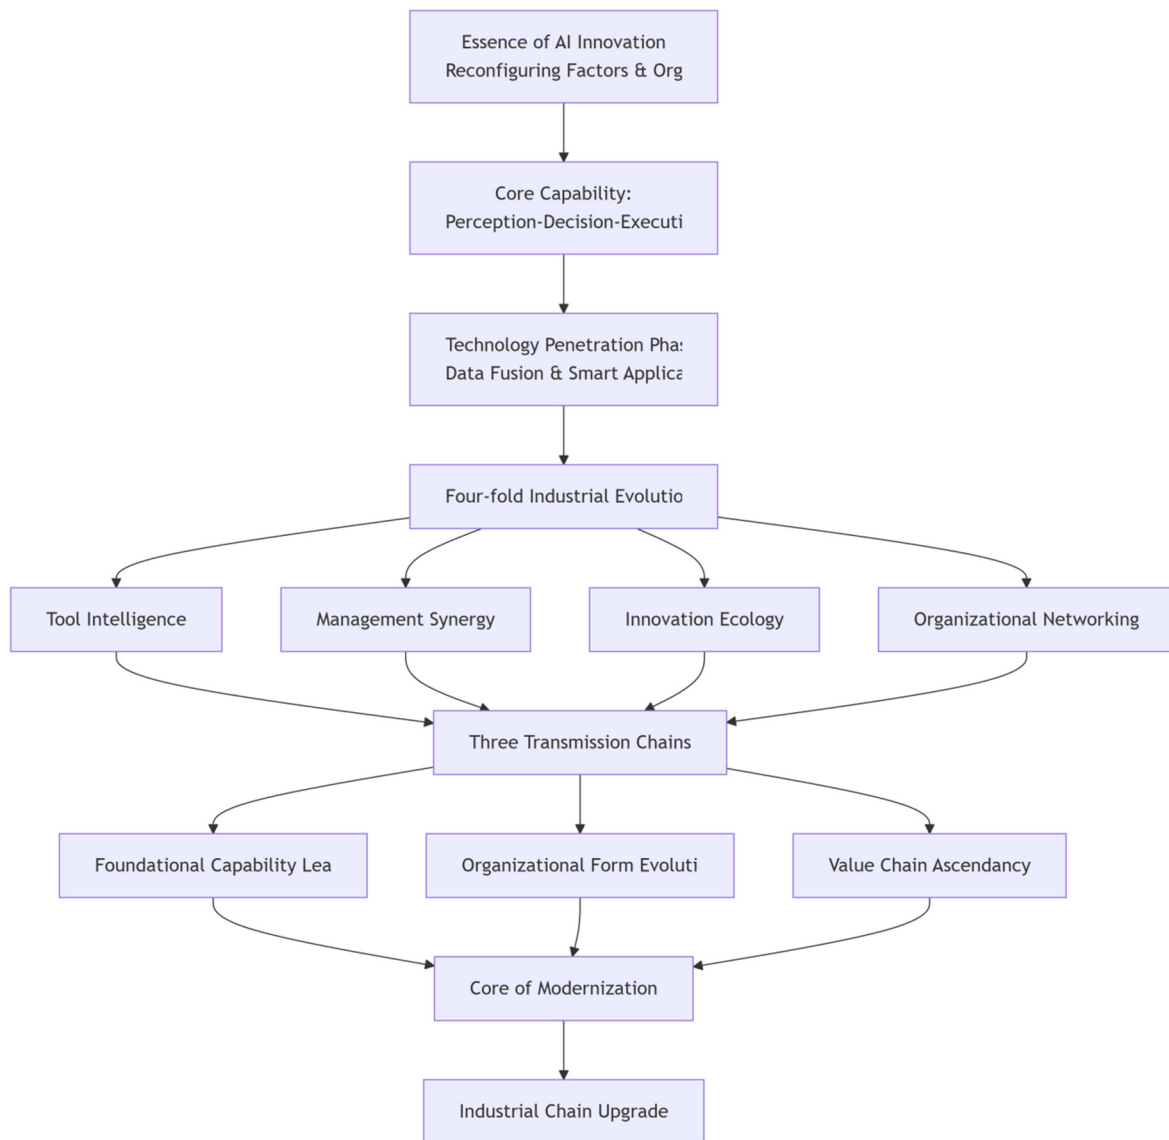 Essence of AI Innovation
Reconfiguring Factors & Org
Core Capability:
Perception-Decision-Executi
Technology Penetration Phas
Data Fusion & Smart Applica
Four-fold Industrial Evolutio
Tool Intelligence
Management Synergy
Innovation Ecology
Organizational Networking
Three Transmission Chains
Foundational Capability Lea
Organizational Form Evoluti
Value Chain Ascendancy
Core of Modernization
Industrial Chain Upgrade